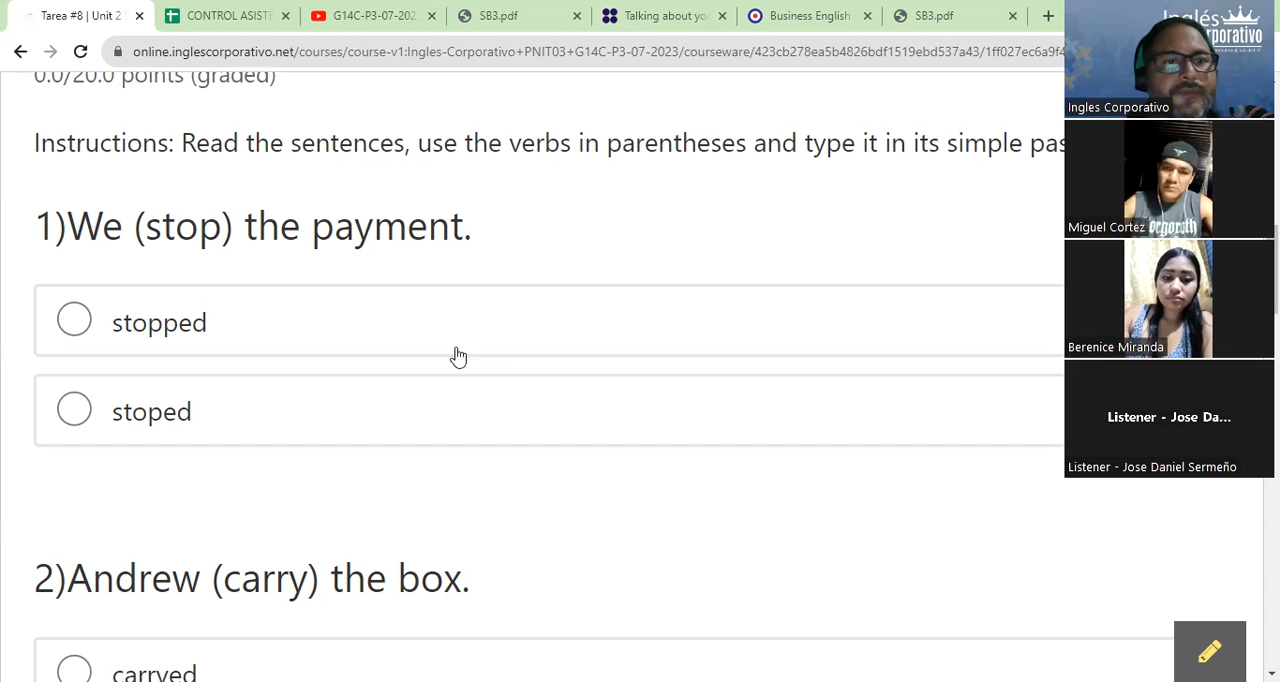 Tarea #8 | Unit 2
CONTROL ASISTE
G14C-P3-07-202
SB3.pdf
Talking about yo
Business English
SB3.pdf
online.inglescorporativo.net/courses/course-v1:Ingles-Corporativo+PNIT03+G14C-P3-07-2023/courseware/423cb278ea5b4826bdf1519ebd537a43/1ff027ec6a9f4
0.0/20.0 points (graded)
Instructions: Read the sentences, use the verbs in parentheses and type it in its simple pas
1)We (stop) the payment.
stopped
stoped
2)Andrew (carry) the box.
carryed
Inglés
Corporativo
Ingles Corporativo
Miguel Cortez
Berenice Miranda
Listener - Jose Da...
Listener - Jose Daniel Sermeño